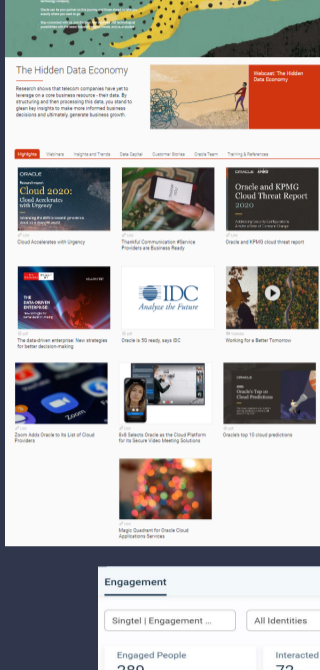 The Hidden Data Economy
Research shows that telecom companies have yet to
leverage on a core business resource - their data. By
structuring and then processing this data, you stand to
glean key insights to make more informed business
decisions and ultimately, generate business growth.
Webcast: The Hidden
Data Economy
Highlights Webinars Insights and Trends Data Capital Customer Stories Oracle Team Training & References
ORACLE
Cloud 2020:
Cloud Accelerates
with Urgency
Cloud Accelerates with Urgency
Thankful Communication #Service
Providers are Business Ready
ORACLE KPMG
Oracle and KPMG
Cloud Threat Report
2020
Oracle and KPMG cloud threat report
THE
DATA-DRIVEN
ENTERPRISE
The data-driven enterprise: New strategies
for better decision-making
IDC
Analyze the Future
Oracle is 5G ready, says IDC
Working for a Better Tomorrow
Zoom
Zoom Adds Oracle to Its List of Cloud
Providers
8x8 Selects Oracle as the Cloud Platform
for its Secure Video Meeting Solutions
ORACLE
Oracle's Top 10
Cloud Predictions
Oracle's top 10 cloud predictions
Magic Quadrant for Oracle Cloud
Applications Services
Engagement
Singtel | Engagement ...
All Identities
Engaged People
Interacted